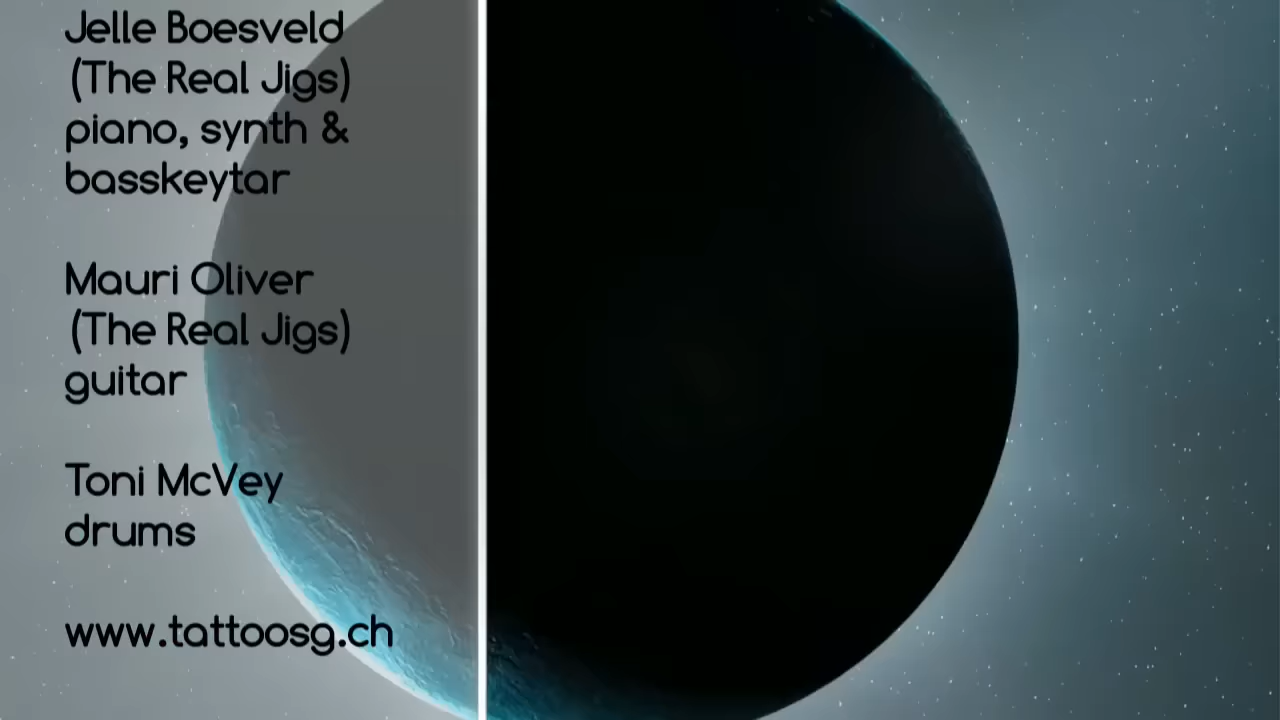 Jelle Boesveld
(The Real Jigs)
piano, synth &
basskeytar
Mauri Oliver
(The Real Jigs)
guitar
Toni McVey
drums
www.tattoosg.ch